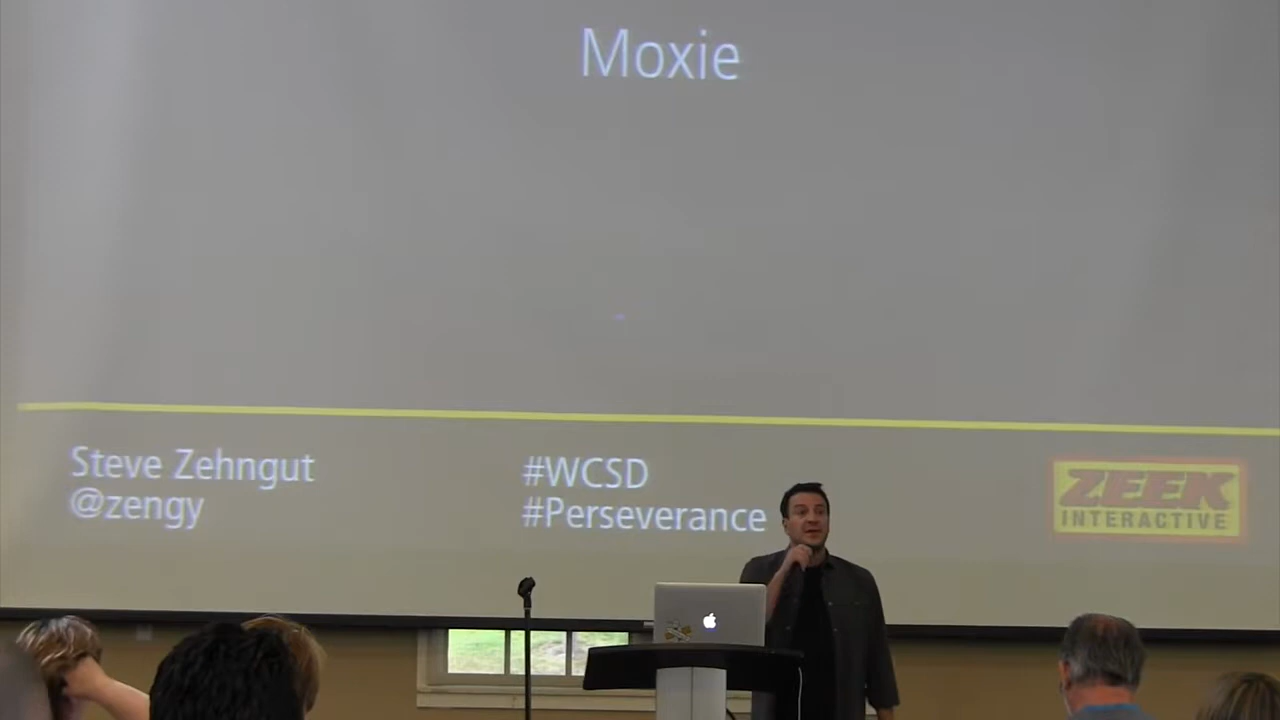 Moxie
Steve Zehngut
@zengy
#WCSD
#Perseverance
ZEEK
INTERACTIVE